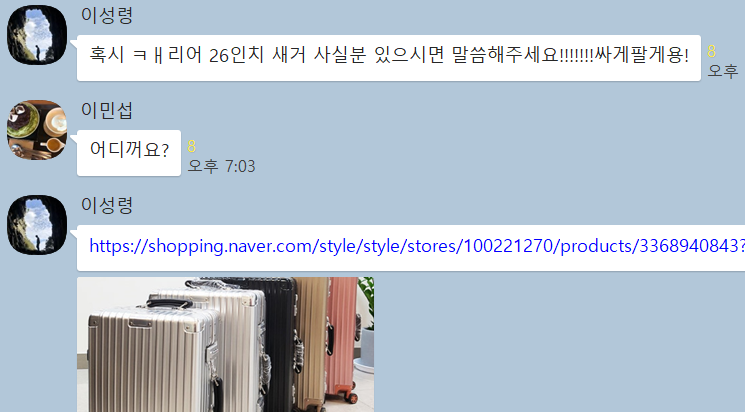 이성령
혹시 ㅋㅐ리어 26인치 새거 사실분 있으시면 말씀해주세요!!!!!!!싸게팔게용!
8
오후
이민섭
어디꺼요?
8
오후 7:03
이성령
https://shopping.naver.com/style/style/stores/100221270/products/3368940843?